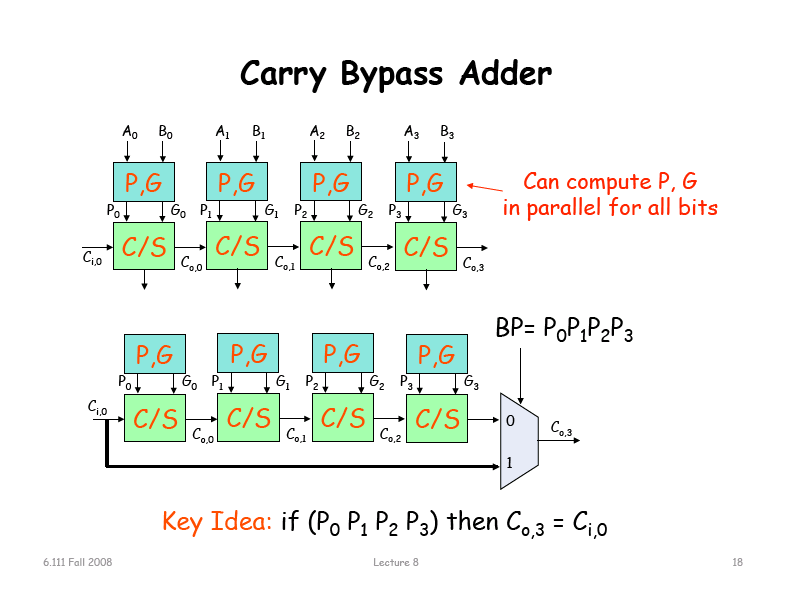 Carry Bypass Adder
A0 B0 A1 B1 A2 B2 A3 B3
P,G P,G P,G P,G
Can compute P, G
in parallel for all bits
P0 G0 P1 G1 P2 G2 P3 G3
C/S C/S C/S C/S
Ci,0 Co,0 Co,1 Co,2 Co,3
BP= P0P1P2P3
P,G P,G P,G P,G
P0 G0 P1 G1 P2 G2 P3 G3
Ci,0 C/S C/S C/S C/S 0
Co,0 Co,1 Co,2 Co,3
1
Key Idea: if (P0 P1 P2 P3) then Co,3 = Ci,0
6.111 Fall 2008 Lecture 8 18